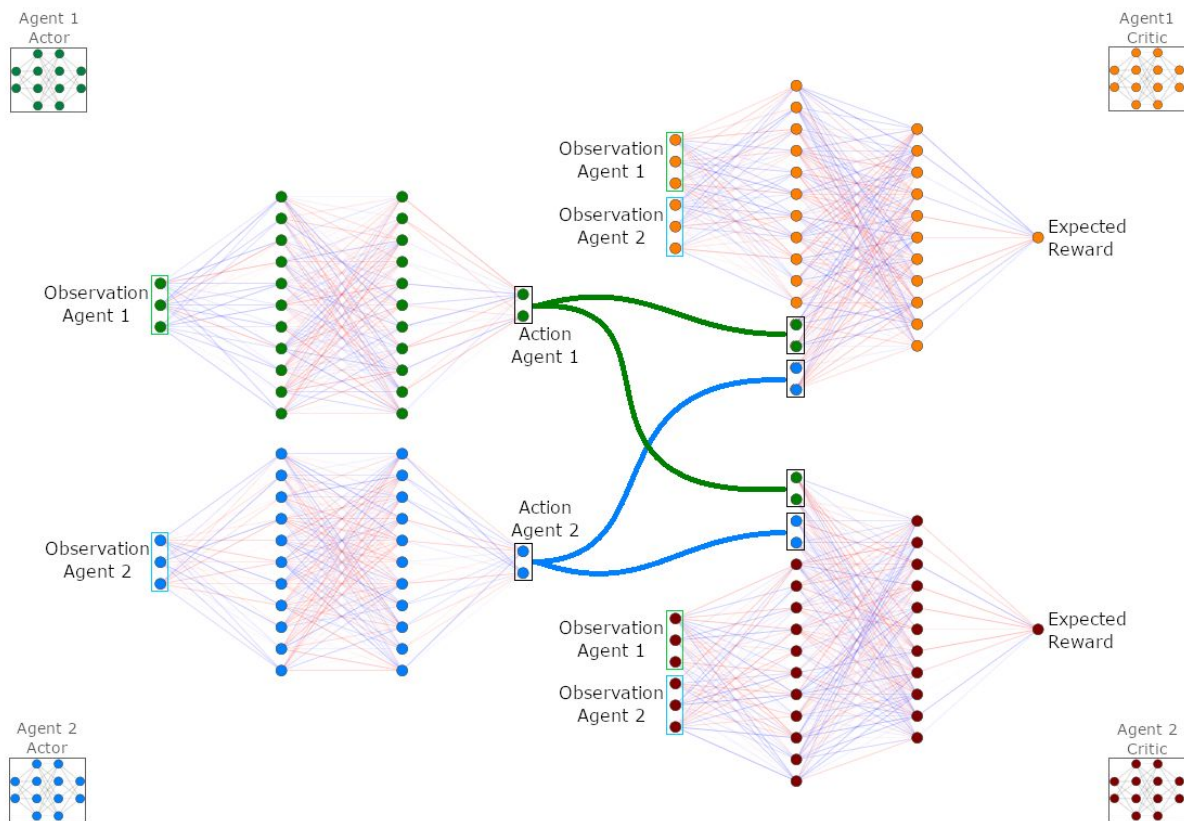 Agent 1
Actor
Agent1
Critic
Observation
Agent 1
Observation
Agent 2
Expected
Reward
Observation
Agent 1
Action
Agent 1
Action
Agent 2
Observation
Agent 2
Observation
Agent 1
Observation
Agent 2
Expected
Reward
Agent 2
Actor
Agent 2
Critic